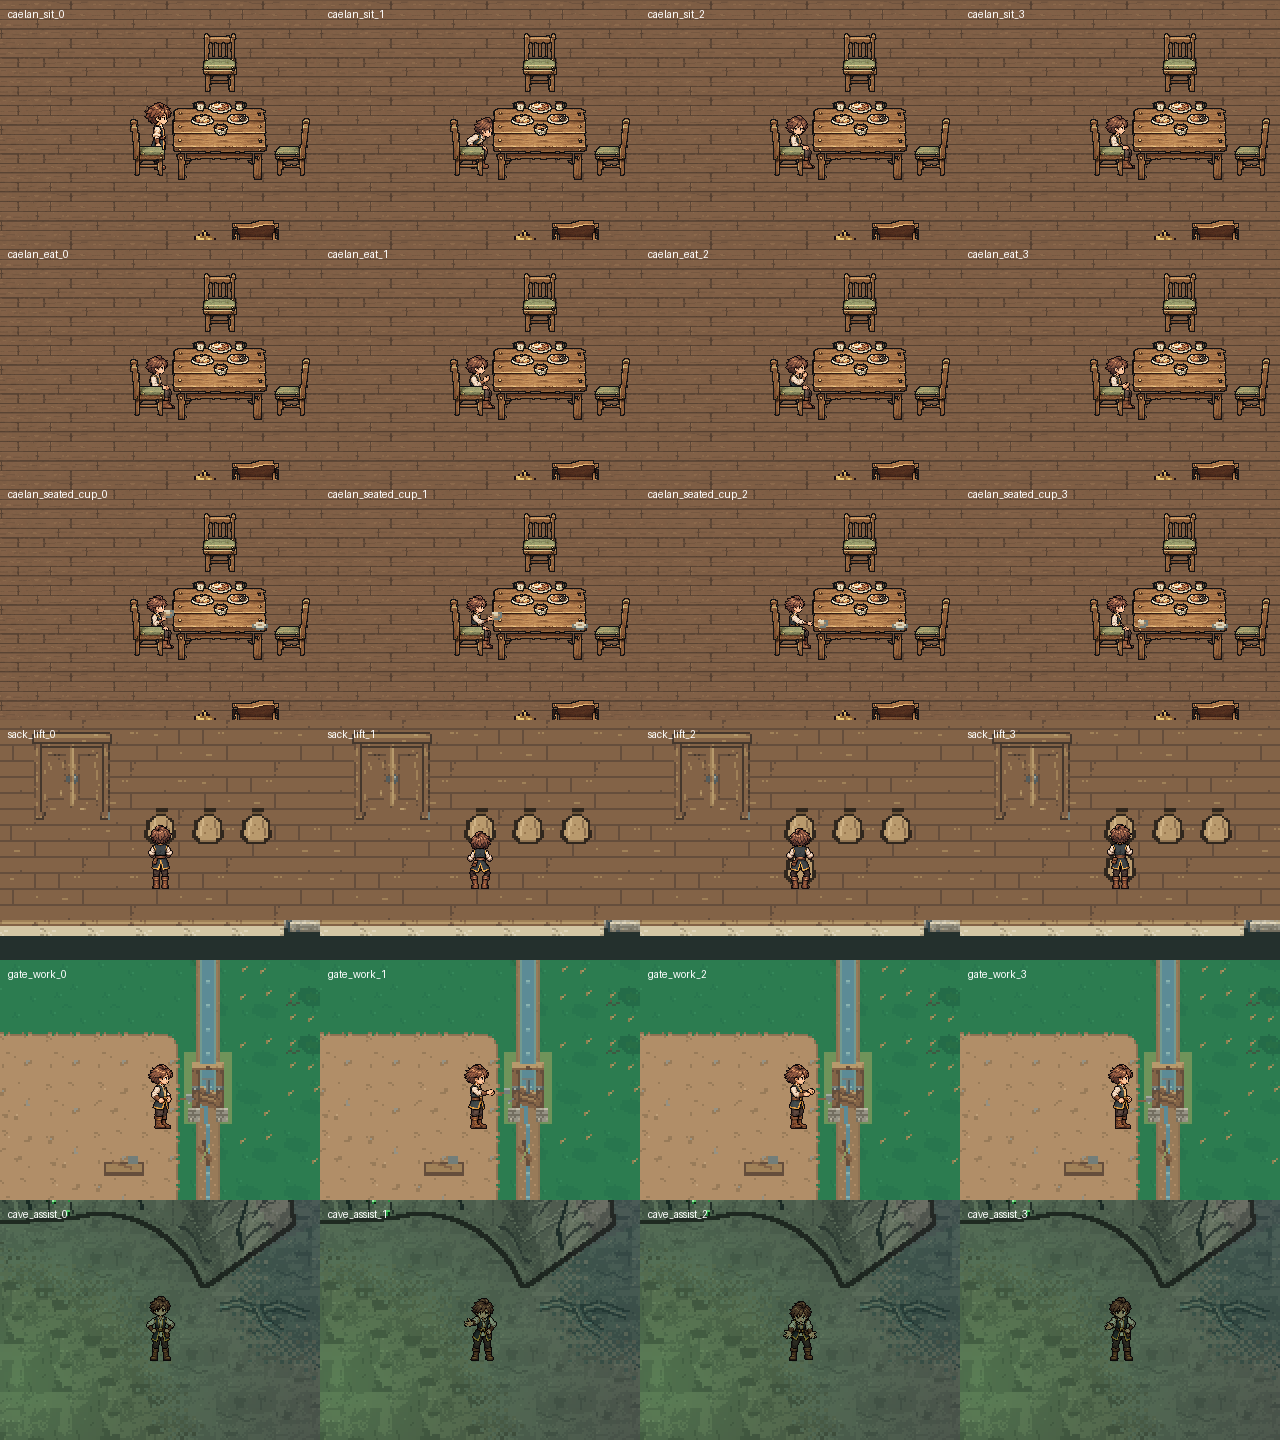 caelan_sit_0
caelan_sit_1
caelan_sit_2
caelan_sit_3
caelan_eat_0
caelan_eat_1
caelan_eat_2
caelan_eat_3
caelan_seated_cup_0
caelan_seated_cup_1
caelan_seated_cup_2
caelan_seated_cup_3
sack_lift_0
sack_lift_1
sack_lift_2
sack_lift_3
gate_work_0
gate_work_1
gate_work_2
gate_work_3
cave_assist_0
cave_assist_1
cave_assist_2
cave_assist_3